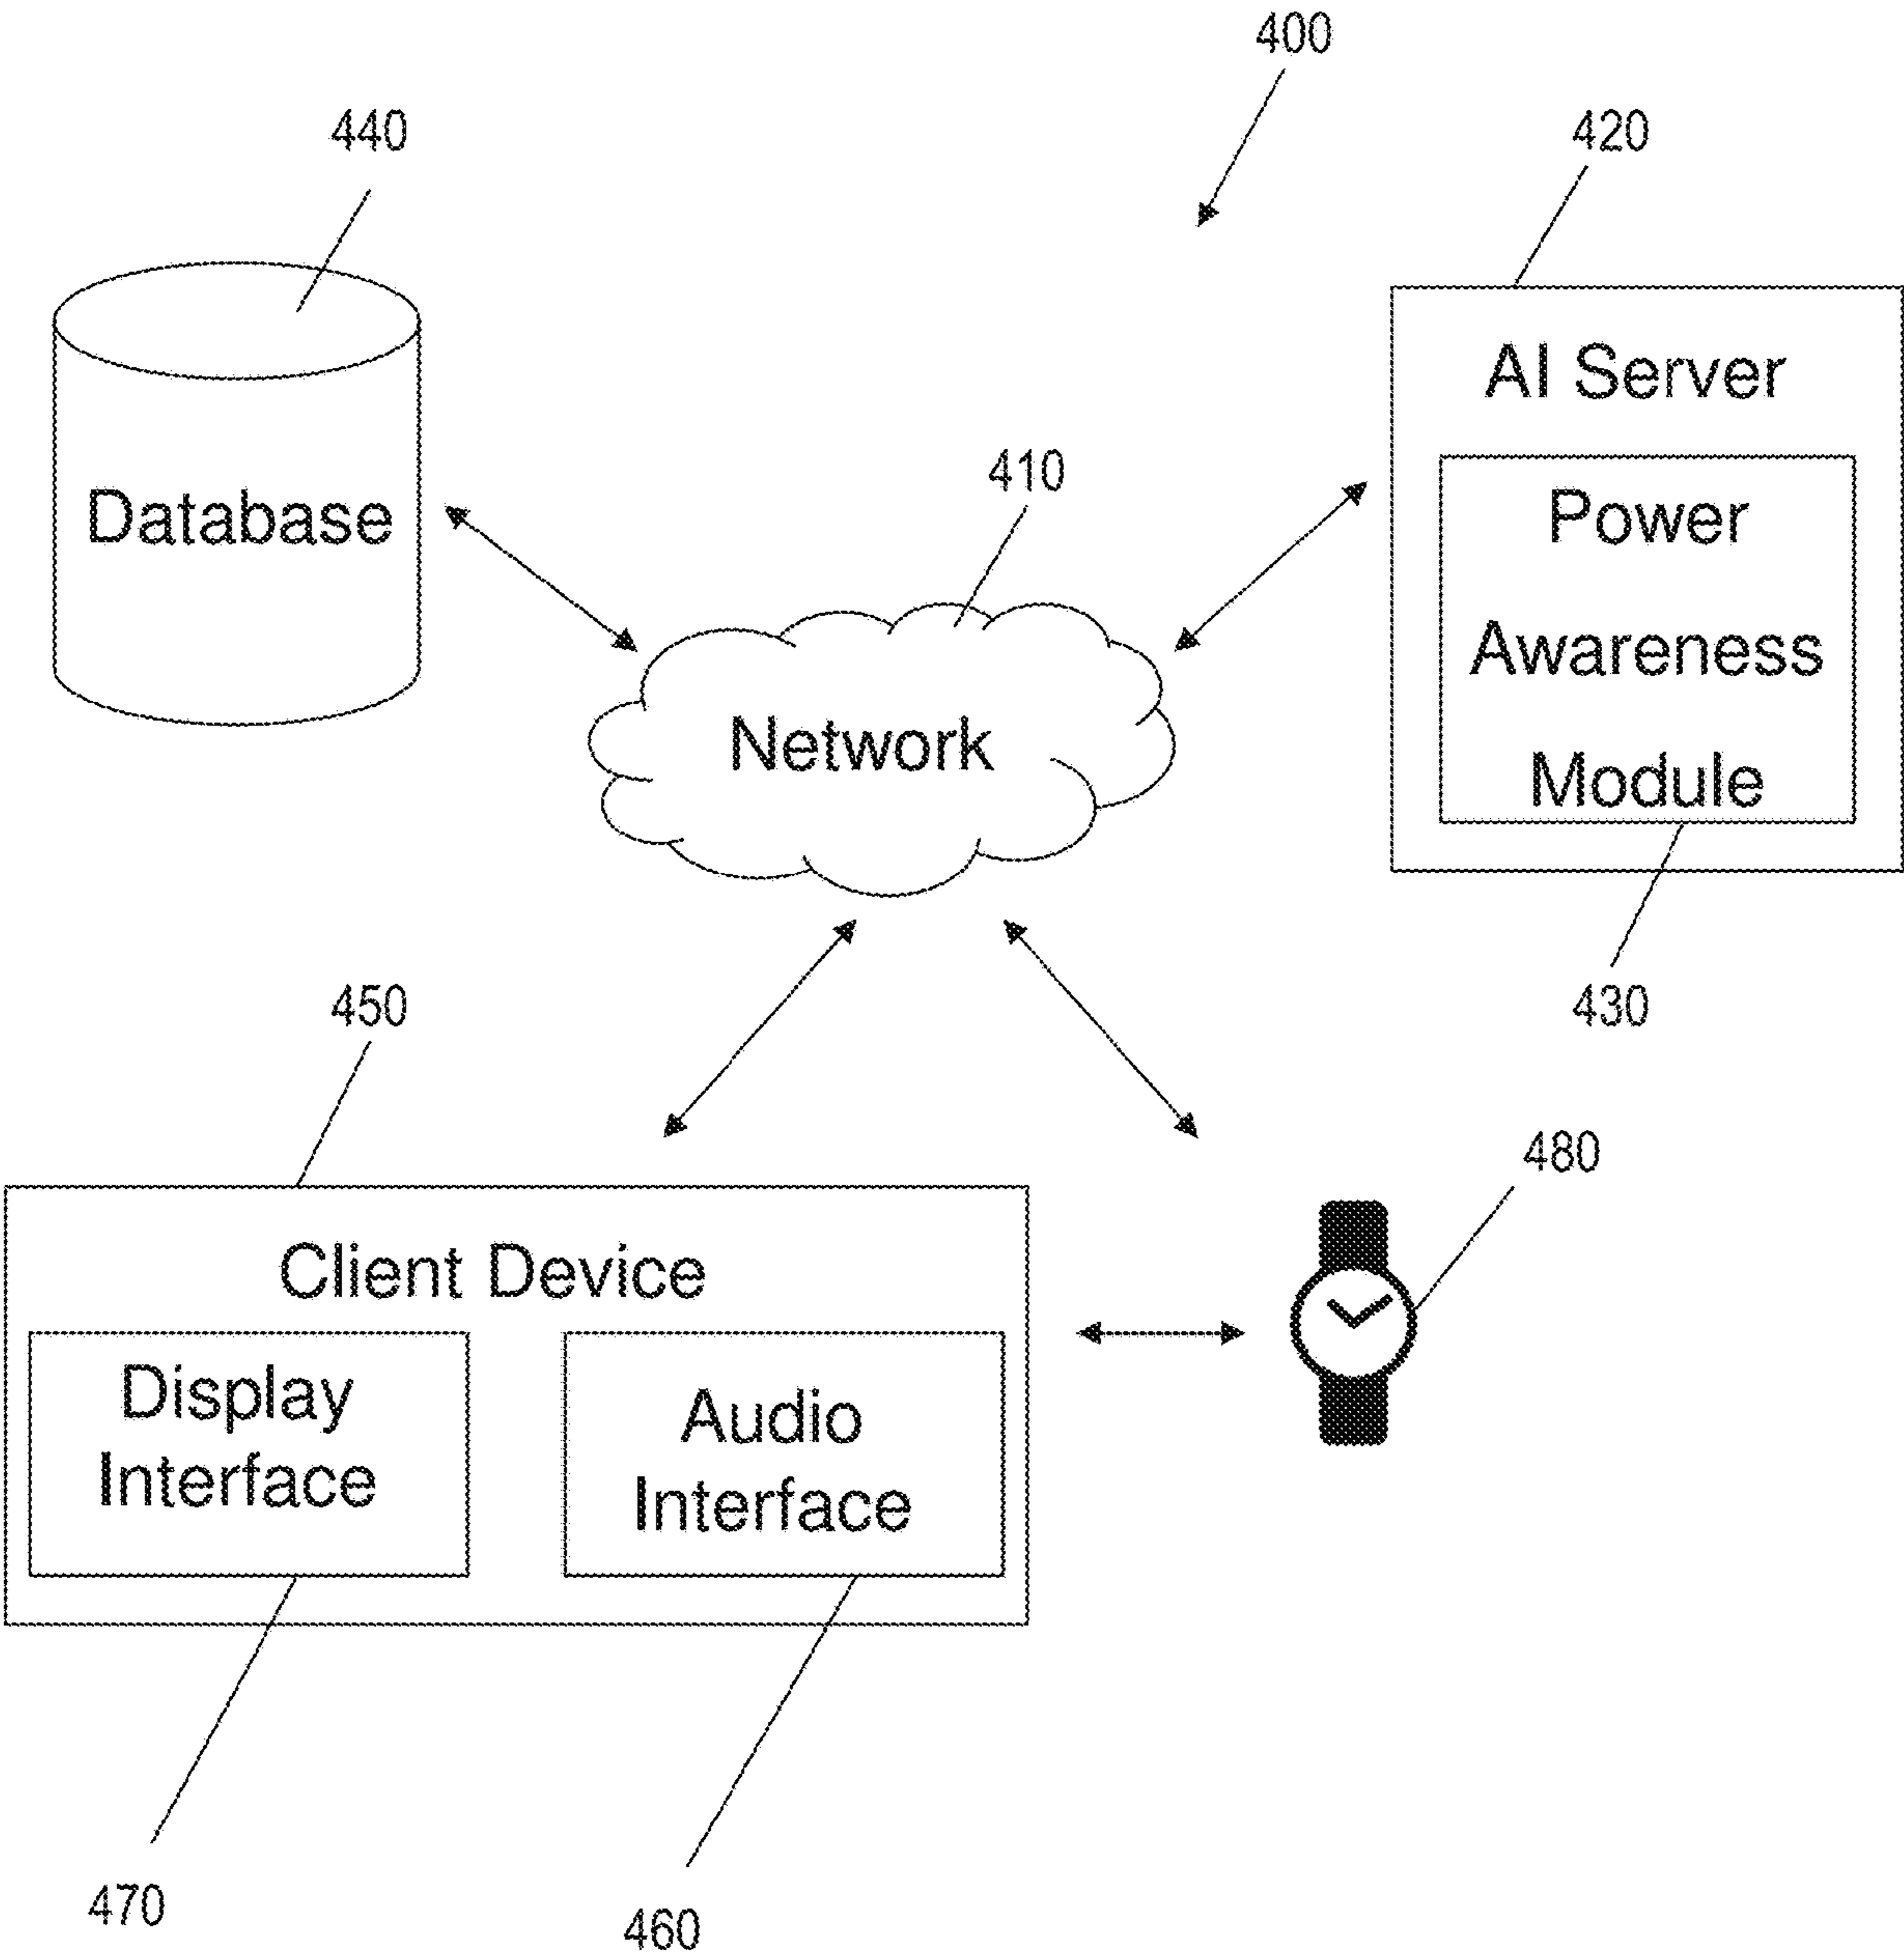 400
440
420
AI Server
410
Database
Power
Awareness
Module
Network
450
430
480
Client Device
Display
Interface
Audio
Interface
470
460